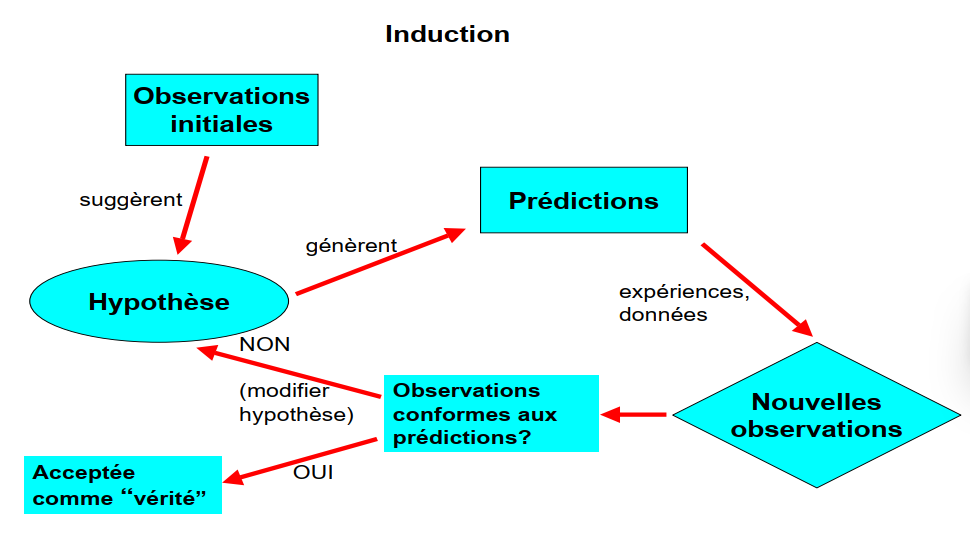 Induction
Observations
initiales
suggèrent
Prédictions
génèrent
Hypothèse
expériences,
données
NON
(modifier
hypothèse)
Observations
conformes aux
prédictions?
Nouvelles
observations
OUI
Acceptée
comme “vérité”